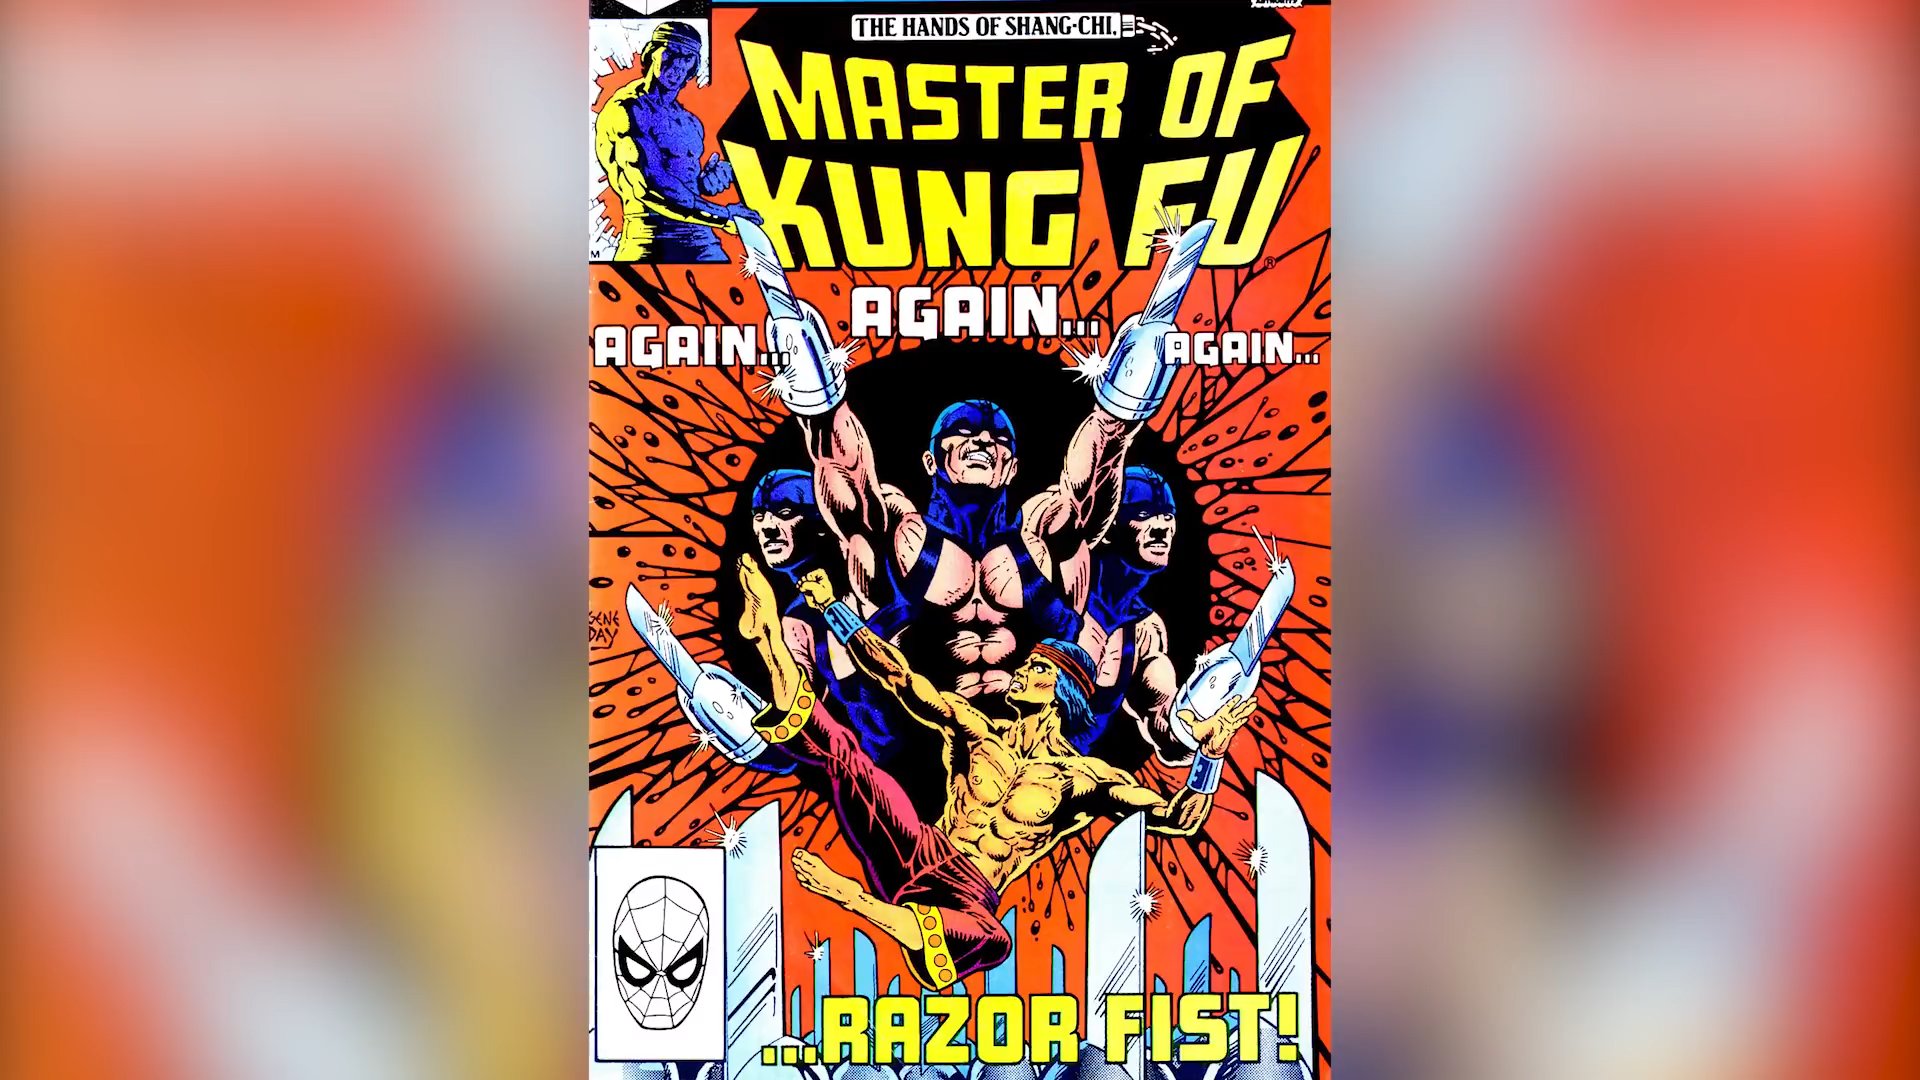 THE HANDS OF SHANG-CHI,
MASTER OF
KUNG FU®
M
AGAIN... AGAIN... AGAIN...
GENE
DAY
...RAZOR FIST!